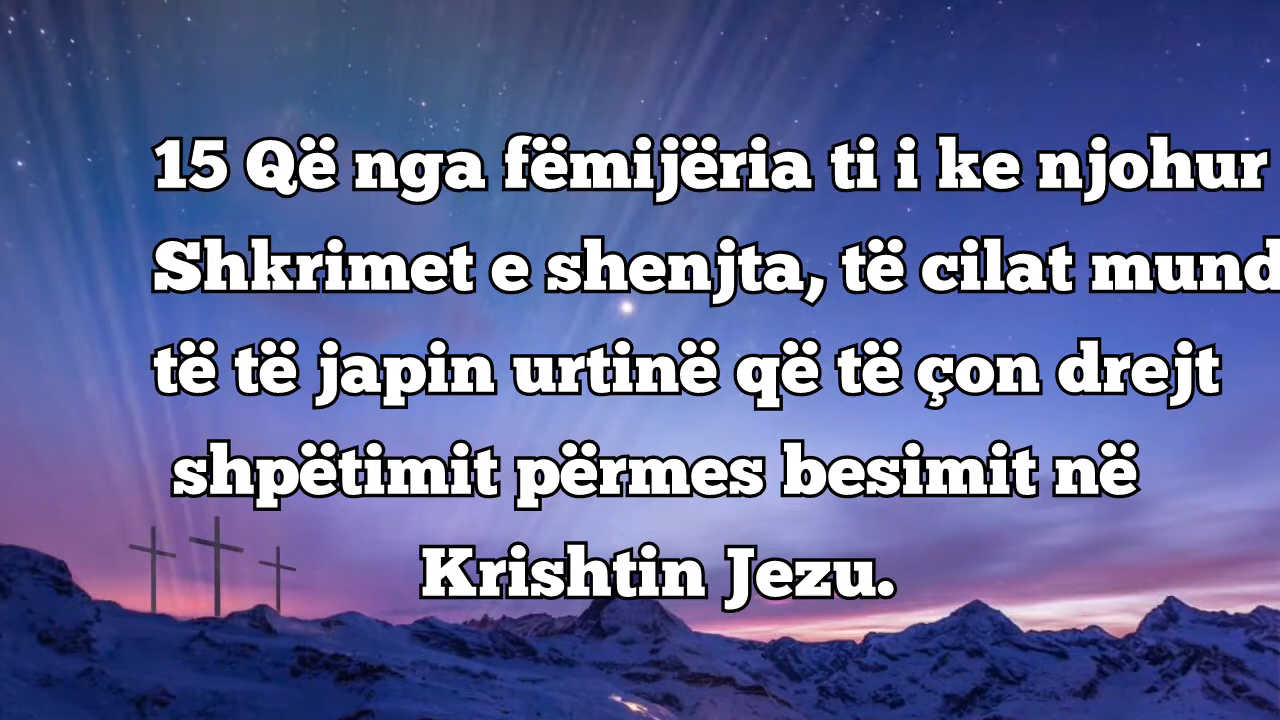 15 Që nga fëmijëria ti i ke njohur
Shkrimet e shenjta, të cilat mund
të të japin urtinë që të çon drejt
shpëtimit përmes besimit në
Krishtin Jezu.